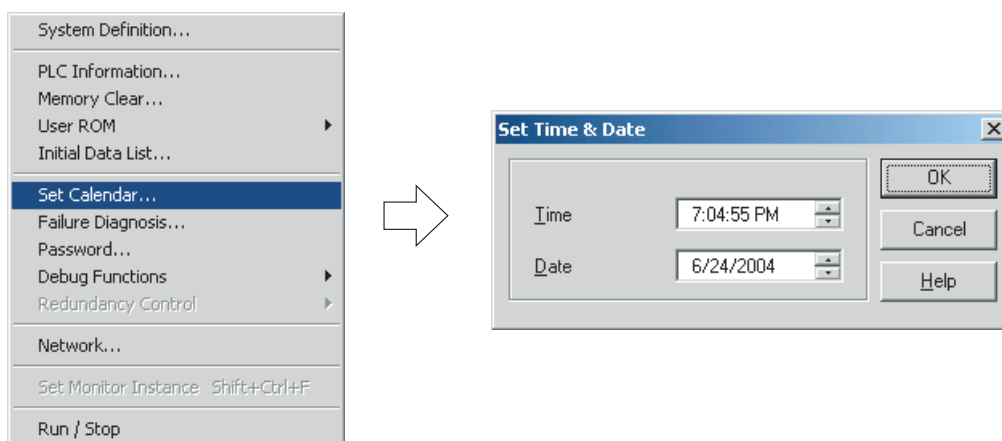 System Definition...
PLC Information...
Memory Clear...
User ROM
Initial Data List...
Set Calendar...
Failure Diagnosis...
Password...
Debug Functions
Redundancy Control
Network...
Set Monitor Instance Shift+Ctrl+F
Run / Stop
Set Time & Date
Time 7:04:55 PM
Date 6/24/2004
OK
Cancel
Help